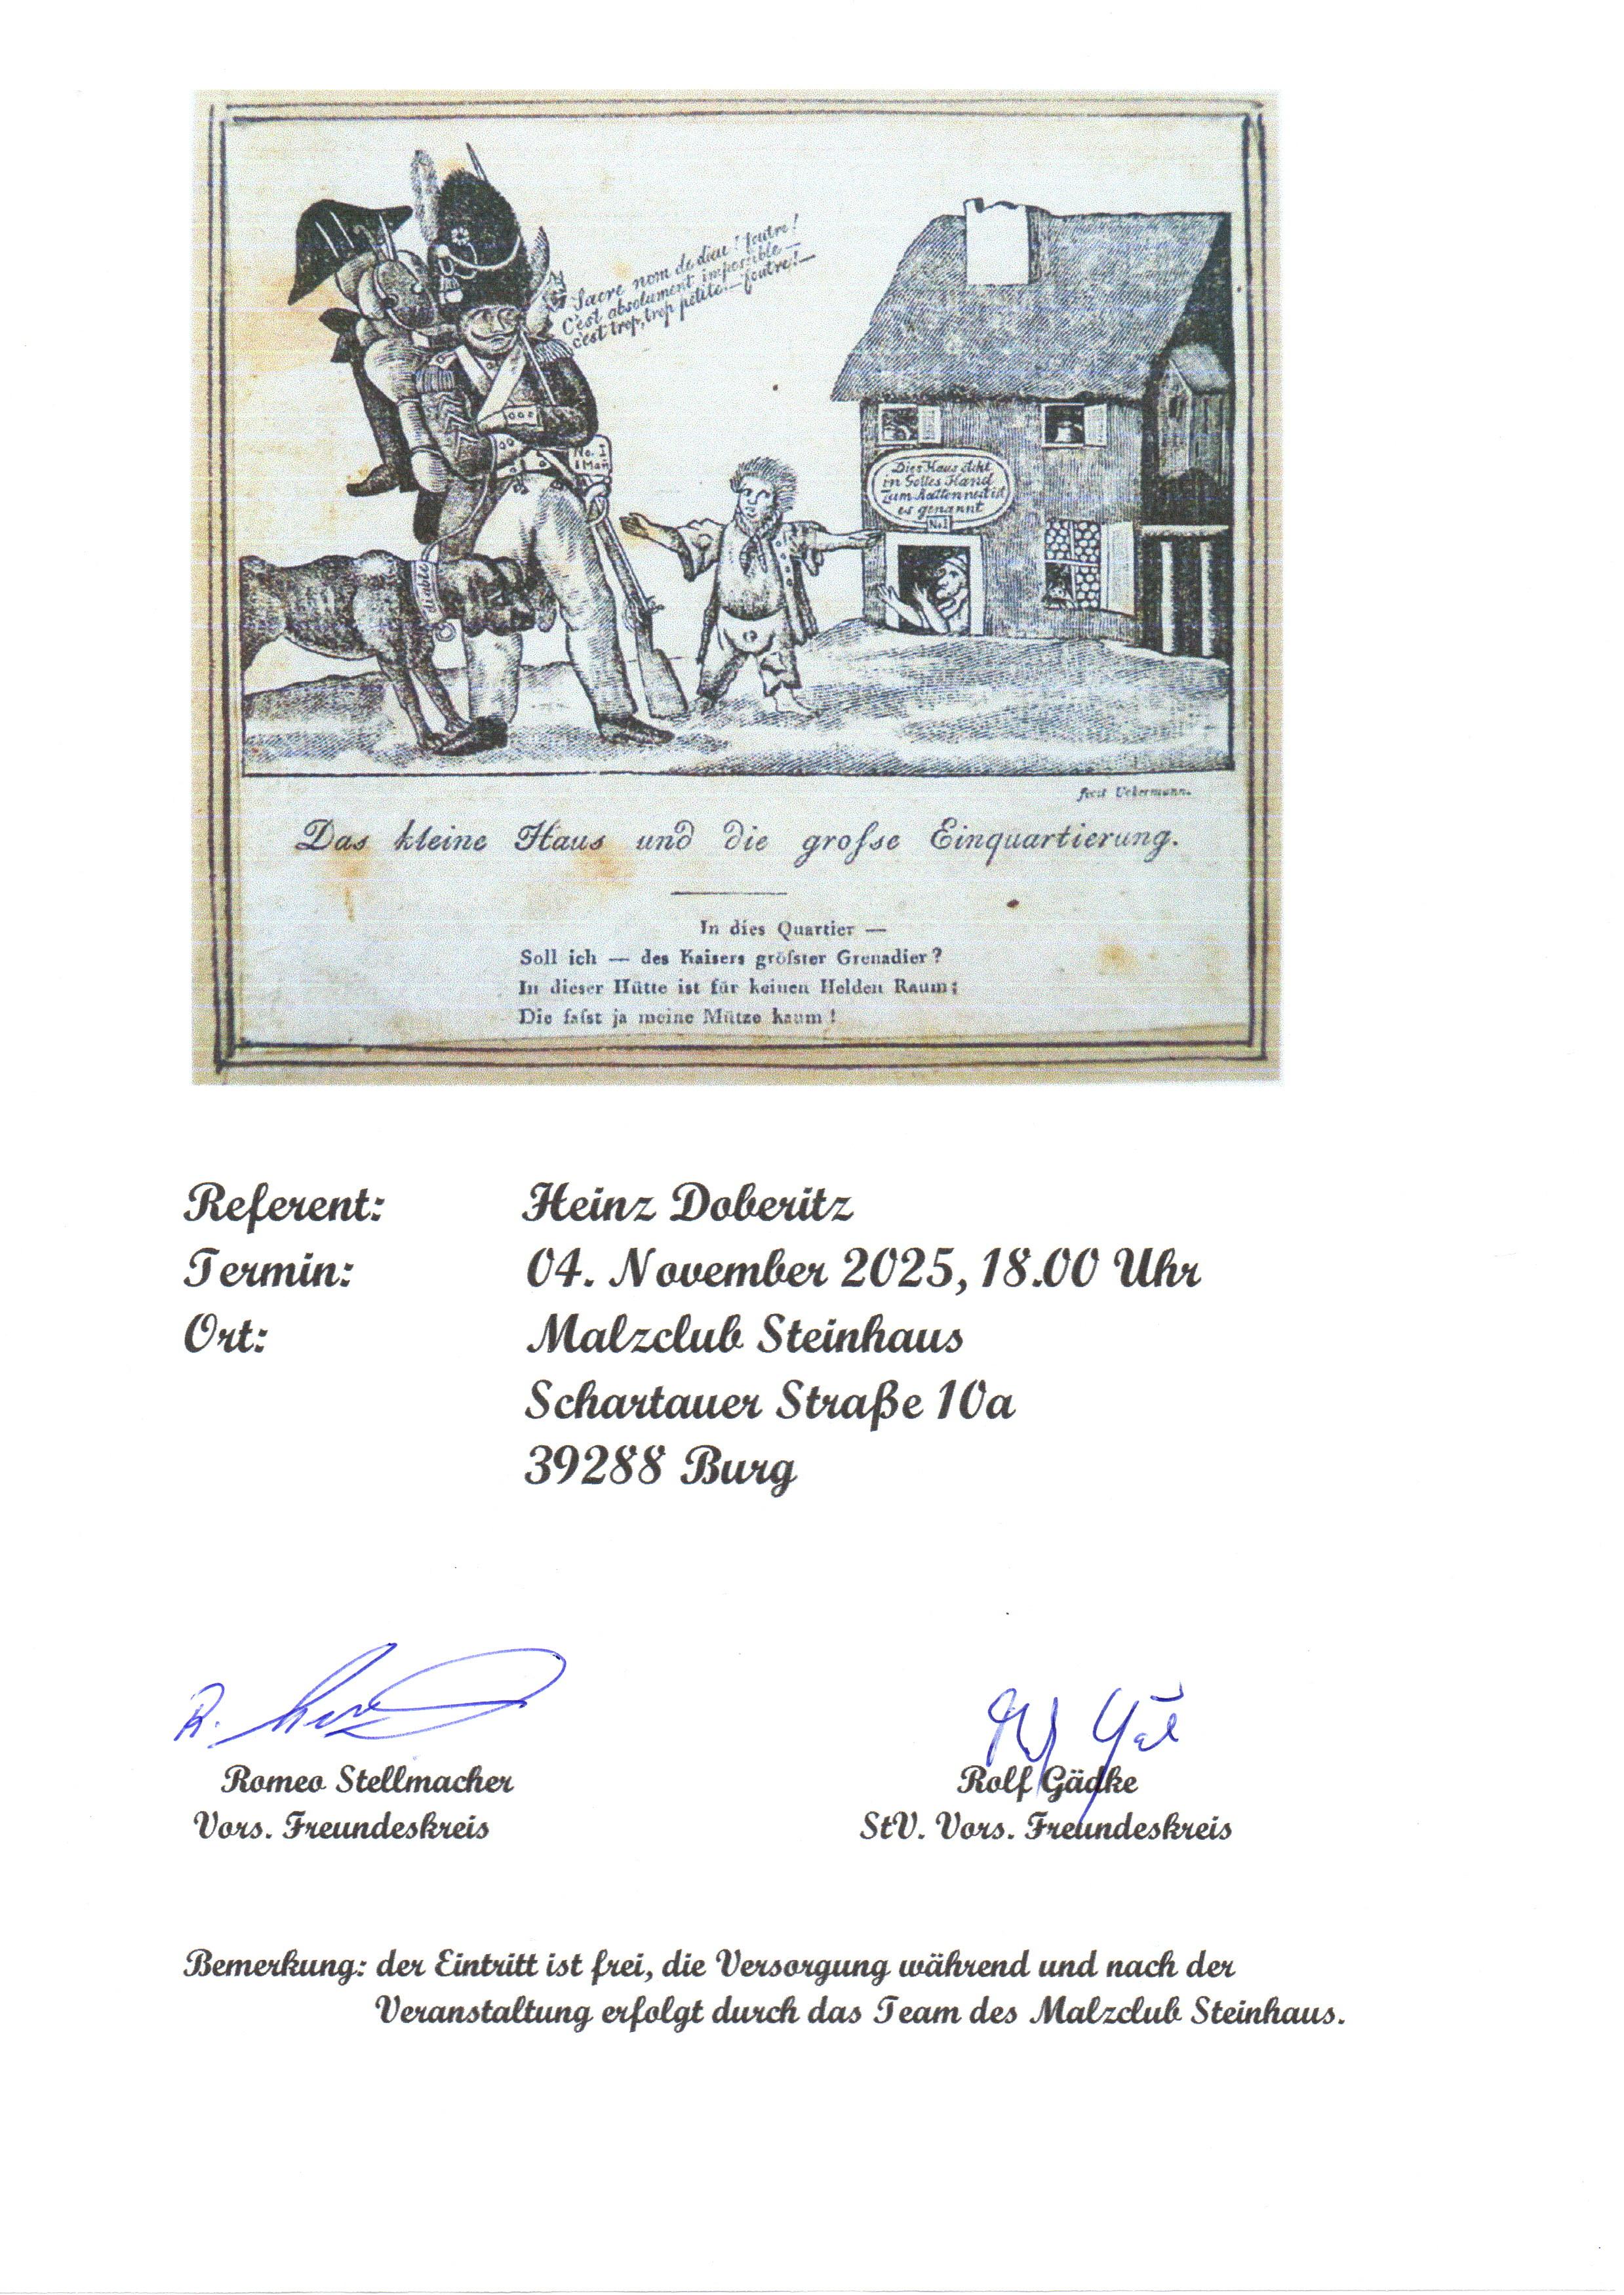 Sacre nom de dieu! foutre!
C'est absolument impossible —
c'est trop, trop petite! — foutre! —
No. I
1 Man
Dies Haus steht
in Gottes Hand
Zum Rattennest ist
es genannt
No. 1
fecit Uckermann.
Das kleine Haus und die grosse Einquartierung.
In dies Quartier —
Soll ich — des Kaisers größter Grenadier?
In dieser Hütte ist für keinen Helden Raum;
Die faſst ja meine Mütze kaum!
Referent: Heinz Doberitz
Termin: 04. November 2025, 18.00 Uhr
Ort: Malzclub Steinhaus
Schartauer Straße 10a
39288 Burg
Romeo Stellmacher Rolf Gädke
Vors. Freundeskreis StV. Vors. Freundeskreis
Bemerkung: der Eintritt ist frei, die Versorgung während und nach der
Veranstaltung erfolgt durch das Team des Malzclub Steinhaus.